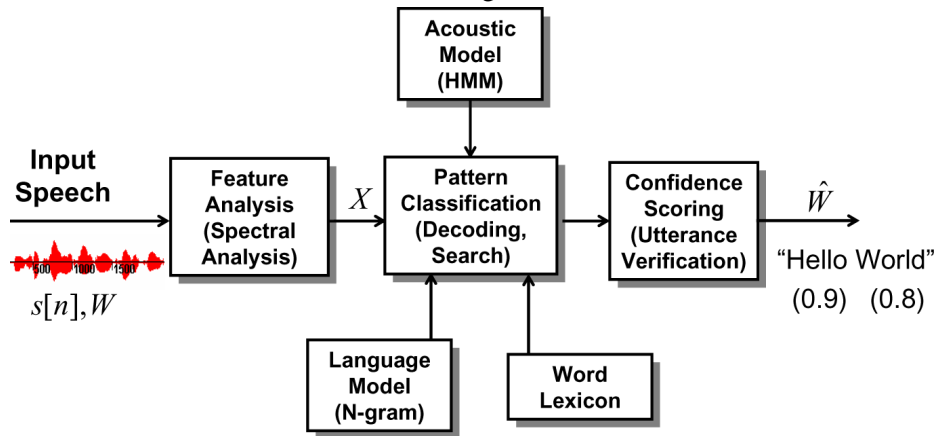 Acoustic
Model
(HMM)
Input
Speech
Feature
Analysis
(Spectral
Analysis)
X
Pattern
Classification
(Decoding,
Search)
Confidence
Scoring
(Utterance
Verification)
Ŵ
500 1000 1500
s[n],W
“Hello World”
(0.9) (0.8)
Language
Model
(N-gram)
Word
Lexicon